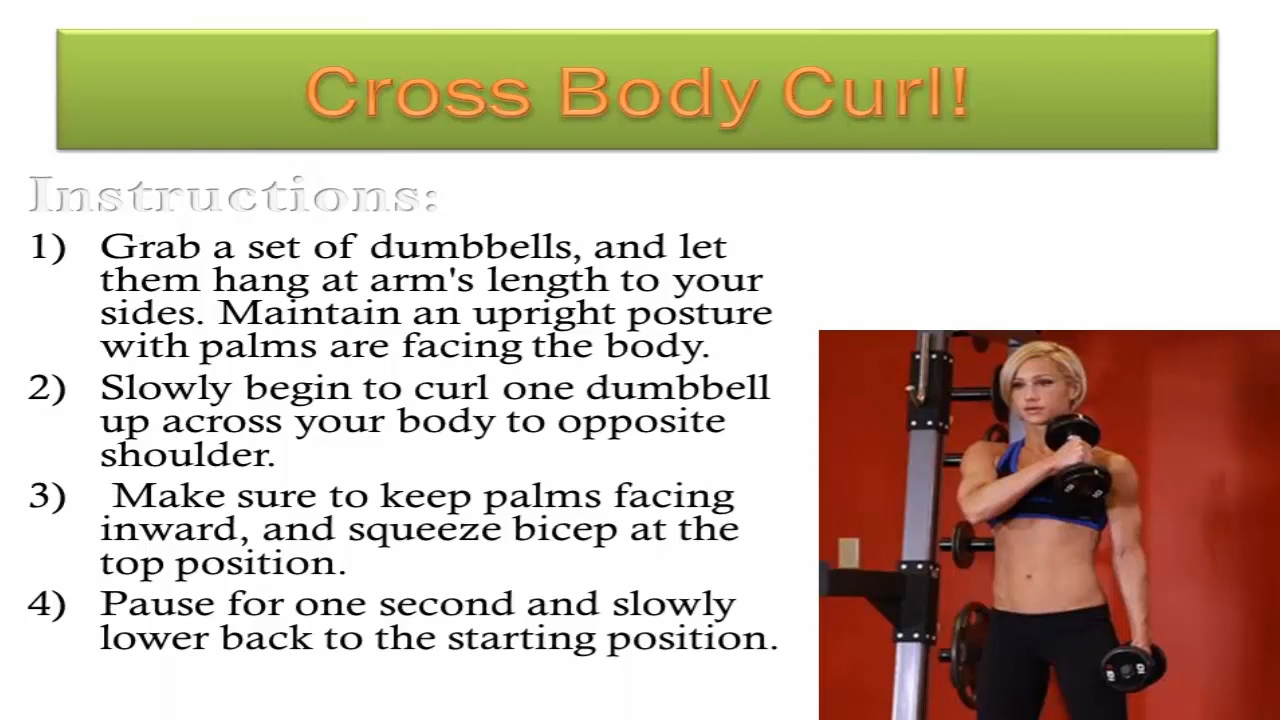 Cross Body Curl!
Instructions:
1) Grab a set of dumbbells, and let
them hang at arm's length to your
sides. Maintain an upright posture
with palms are facing the body.
2) Slowly begin to curl one dumbbell
up across your body to opposite
shoulder.
3) Make sure to keep palms facing
inward, and squeeze bicep at the
top position.
4) Pause for one second and slowly
lower back to the starting position.